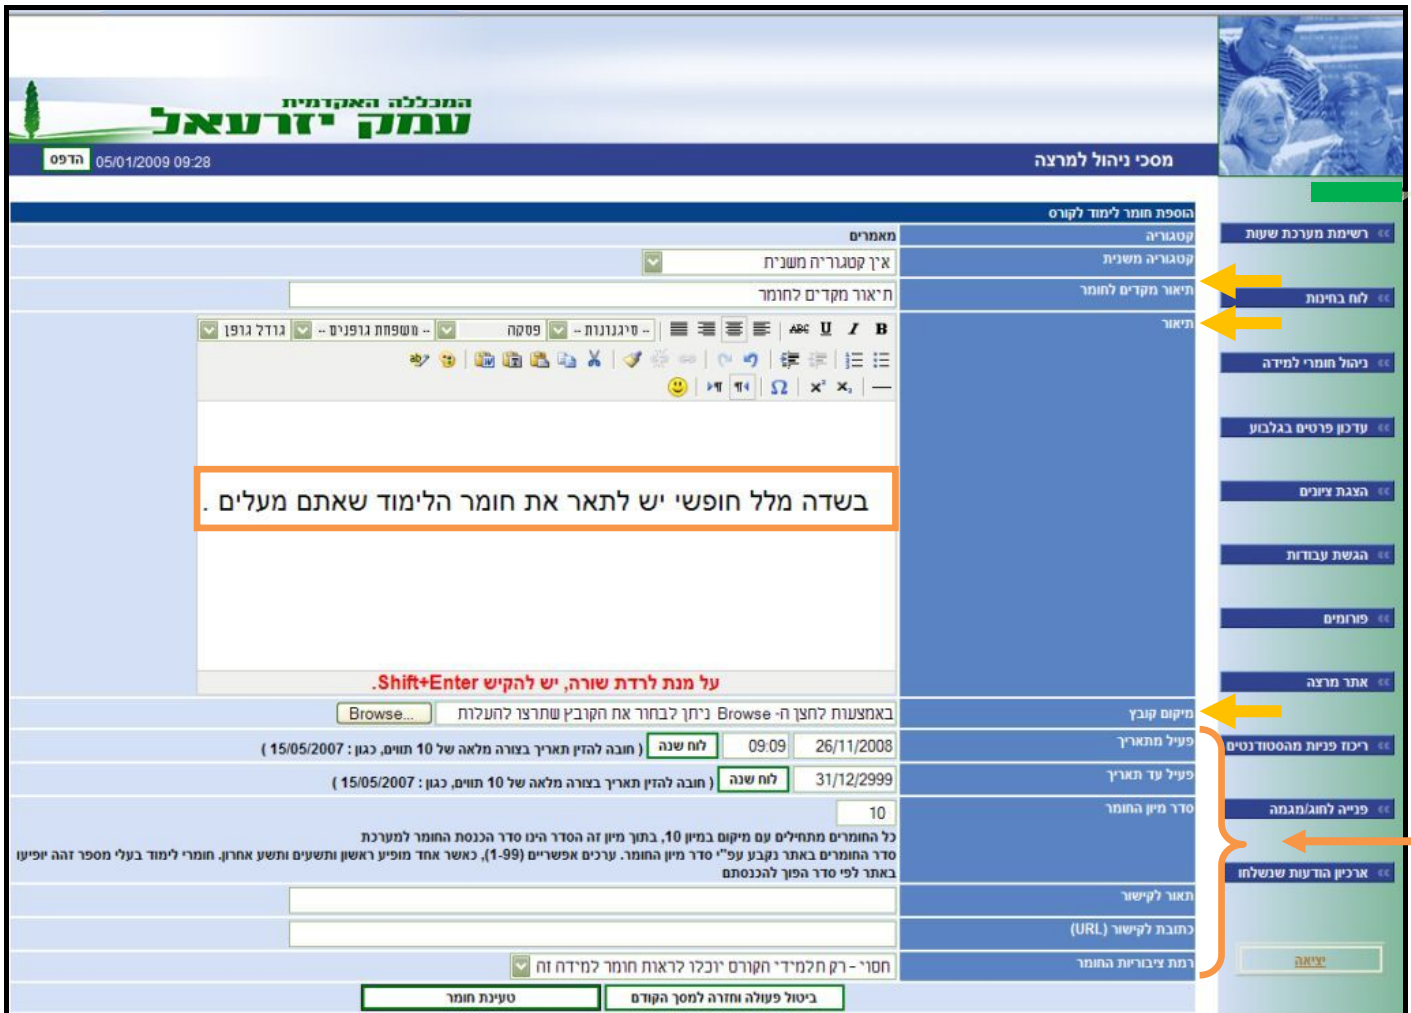 המכללה האקדמית
עמק יזרעאל
מסכי ניהול למרצה
05/01/2009 09:28
הדפס
רשימת מערכת שעות
לוח בחינות
ניהול חומרי למידה
עדכון פרטים בגלבוע
הצגת ציונים
הגשת עבודות
פורומים
אתר מרצה
ריכוז פניות מהסטודנטים
פנייה לחוג/מגמה
ארכיון הודעות שנשלחו
יציאה
הוספת חומר לימוד לקורס
קטגוריה מאמרים
קטגוריה משנית אין קטגוריה משנית
תיאור מקדים לחומר תיאור מקדים לחומר
תיאור
B I U ABC -- סיגנונות -- פסקה -- משפחת גופנים -- גודל גופן
בשדה מלל חופשי יש לתאר את חומר הלימוד שאתם מעלים .
על מנת לרדת שורה, יש להקיש Shift+Enter.
מיקום קובץ באמצעות לחצן ה- Browse ניתן לבחור את הקובץ שתרצו להעלות Browse...
פעיל מתאריך 26/11/2008 09:09 לוח שנה ( חובה להזין תאריך בצורה מלאה של 10 תווים, כגון : 15/05/2007 )
פעיל עד תאריך 31/12/2999 לוח שנה ( חובה להזין תאריך בצורה מלאה של 10 תווים, כגון : 15/05/2007 )
סדר מיון החומר 10
כל החומרים מתחילים עם מיקום במיון 10, בתוך מיון זה הסדר הינו סדר הכנסת החומר למערכת
סדר החומרים באתר נקבע עפ"י סדר מיון החומר. ערכים אפשריים (1-99), כאשר אחד מופיע ראשון ותשעים ותשע אחרון. חומרי לימוד בעלי מספר זהה יופיעו
באתר לפי סדר הפוך להכנסתם
תאור לקישור
כתובת לקישור (URL)
רמת ציבוריות החומר חסוי - רק תלמידי הקורס יוכלו לראות חומר למידה זה
ביטול פעולה וחזרה למסך הקודם טעינת חומר